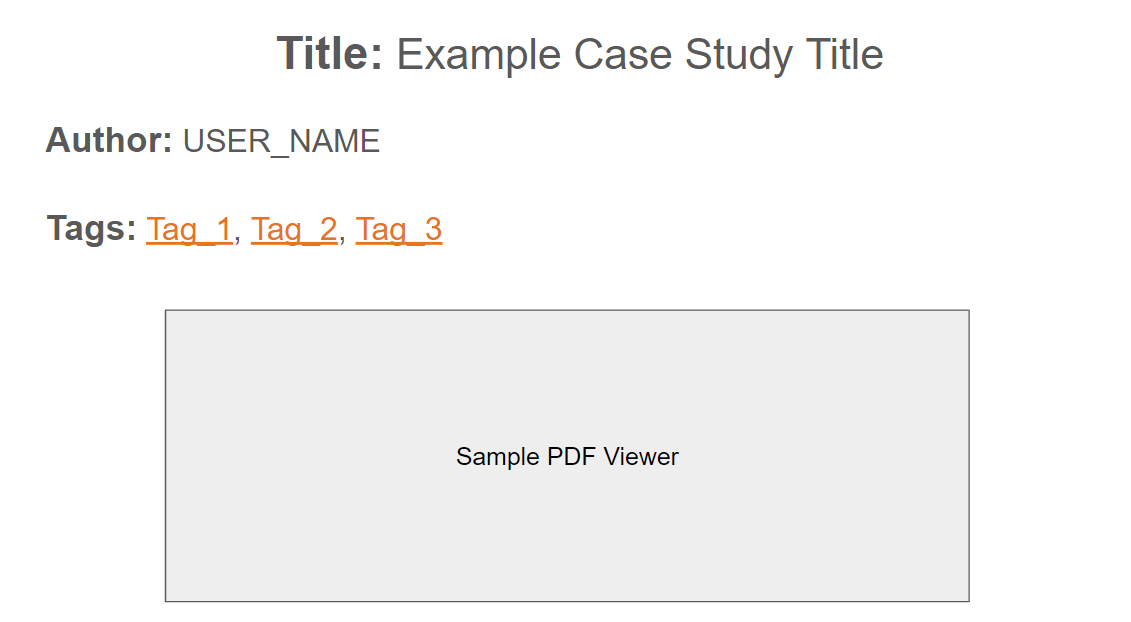 Title: Example Case Study Title
Author: USER_NAME
Tags: Tag_1, Tag_2, Tag_3
Sample PDF Viewer